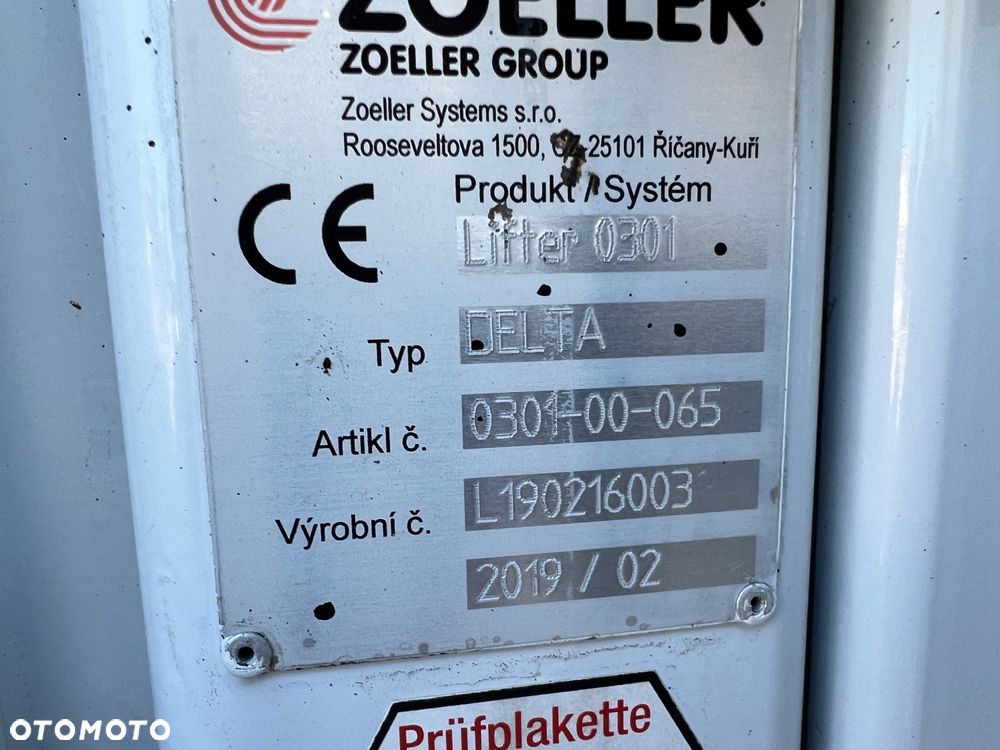 ZOELLER
ZOELLER GROUP
Zoeller Systems s.r.o.
Rooseveltova 1500, CZ-25101 Říčany-Kuří
CE
Produkt / Systém
Lifter 0301
Typ DELTA
Artikl č. 0301-00-065
Výrobní č. L190216003
2019 / 02
Prüfplakette
OTOMOTO